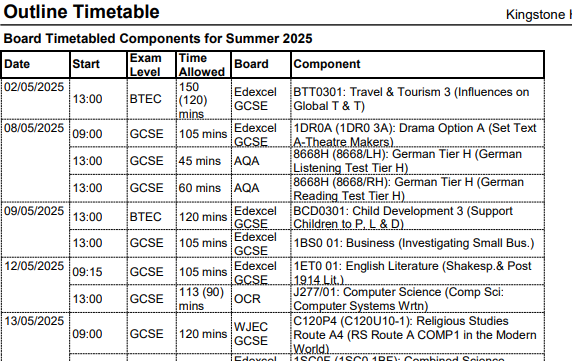 Outline Timetable
Kingstone H
Board Timetabled Components for Summer 2025
Date Start Exam Level Time Allowed Board Component
02/05/2025 13:00 BTEC 150 (120) mins Edexcel GCSE BTT0301: Travel & Tourism 3 (Influences on Global T & T)
08/05/2025 09:00 GCSE 105 mins Edexcel GCSE 1DR0A (1DR0 3A): Drama Option A (Set Text A-Theatre Makers)
13:00 GCSE 45 mins AQA 8668H (8668/LH): German Tier H (German Listening Test Tier H)
13:00 GCSE 60 mins AQA 8668H (8668/RH): German Tier H (German Reading Test Tier H)
09/05/2025 13:00 BTEC 120 mins Edexcel GCSE BCD0301: Child Development 3 (Support Children to P, L & D)
13:00 GCSE 105 mins Edexcel GCSE 1BS0 01: Business (Investigating Small Bus.)
12/05/2025 09:15 GCSE 105 mins Edexcel GCSE 1ET0 01: English Literature (Shakesp.& Post 1914 Lit.)
13:00 GCSE 113 (90) mins OCR J277/01: Computer Science (Comp Sci: Computer Systems Wrtn)
13/05/2025 09:00 GCSE 120 mins WJEC GCSE C120P4 (C120U10-1): Religious Studies Route A4 (RS Route A COMP1 in the Modern World)
Edexcel 1SC0F (1SC0 1BF): Combined Science